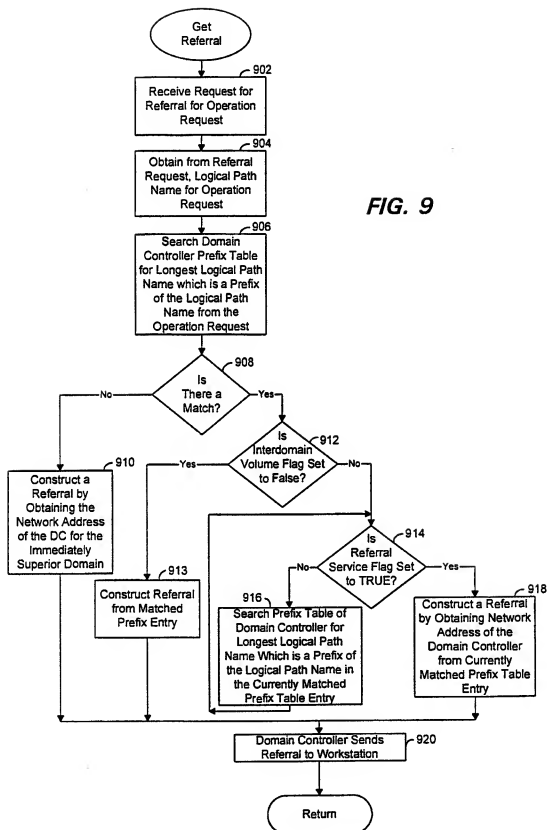 Get
Referral
902
Receive Request for
Referral for Operation
Request
904
Obtain from Referral
Request, Logical Path
Name for Operation
Request
FIG. 9
906
Search Domain
Controller Prefix Table
for Longest Logical Path
Name which is a Prefix
of the Logical Path
Name from the
Operation Request
908
Is
There a
Match?
No
Yes
912
Is
Interdomain
Volume Flag Set
to False?
Yes
No
910
Construct a
Referral by
Obtaining the
Network Address
of the DC for the
Immediately
Superior Domain
913
Construct Referral
from Matched
Prefix Entry
914
Is
Referral
Service Flag Set
to TRUE?
No
Yes
916
Search Prefix Table of
Domain Controller for
Longest Logical Path
Name Which is a Prefix of
the Logical Path Name in
the Currently Matched
Prefix Table Entry
918
Construct a Referral
by Obtaining Network
Address of the
Domain Controller
from Currently
Matched Prefix Table
Entry
920
Domain Controller Sends
Referral to Workstation
Return